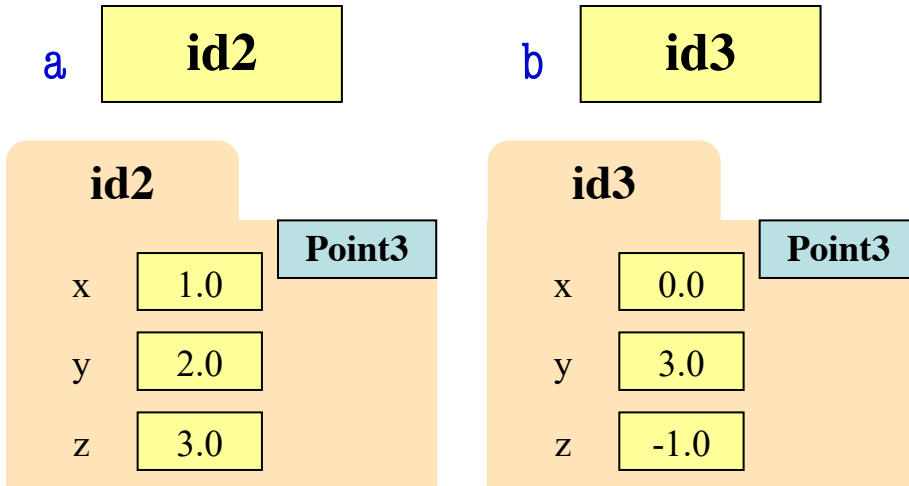 a id2
b id3
id2
Point3
x 1.0
y 2.0
z 3.0
id3
Point3
x 0.0
y 3.0
z -1.0